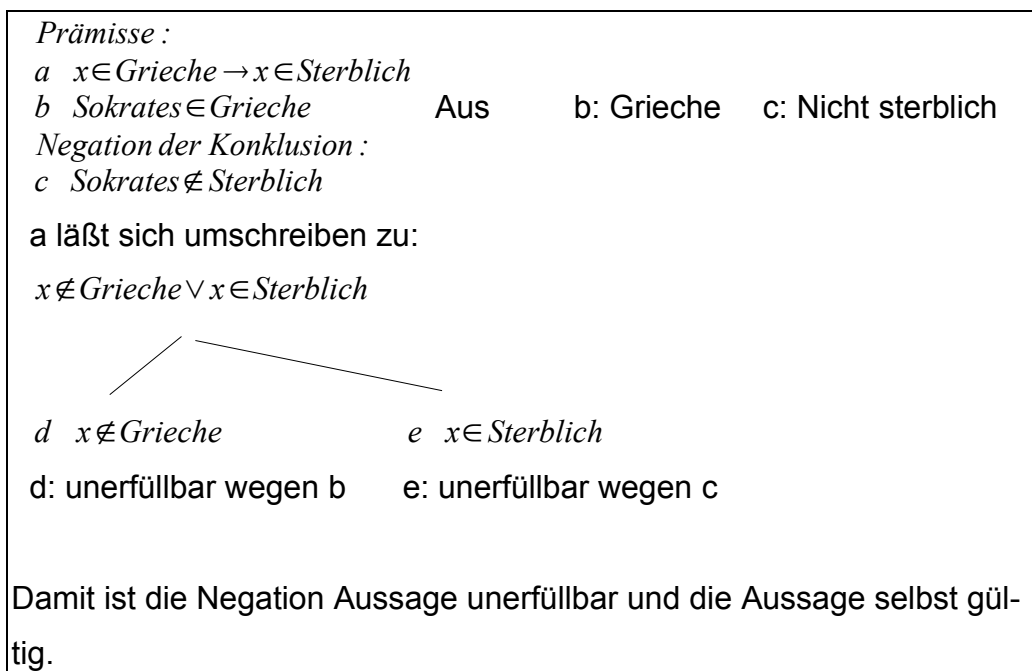 Prämisse :
a x∈Grieche→x∈Sterblich
b Sokrates∈Grieche Aus b: Grieche c: Nicht sterblich
Negation der Konklusion :
c Sokrates∉Sterblich
a läßt sich umschreiben zu:
x∉Grieche∨x∈Sterblich
d x∉Grieche e x∈Sterblich
d: unerfüllbar wegen b e: unerfüllbar wegen c
Damit ist die Negation Aussage unerfüllbar und die Aussage selbst gül-
tig.